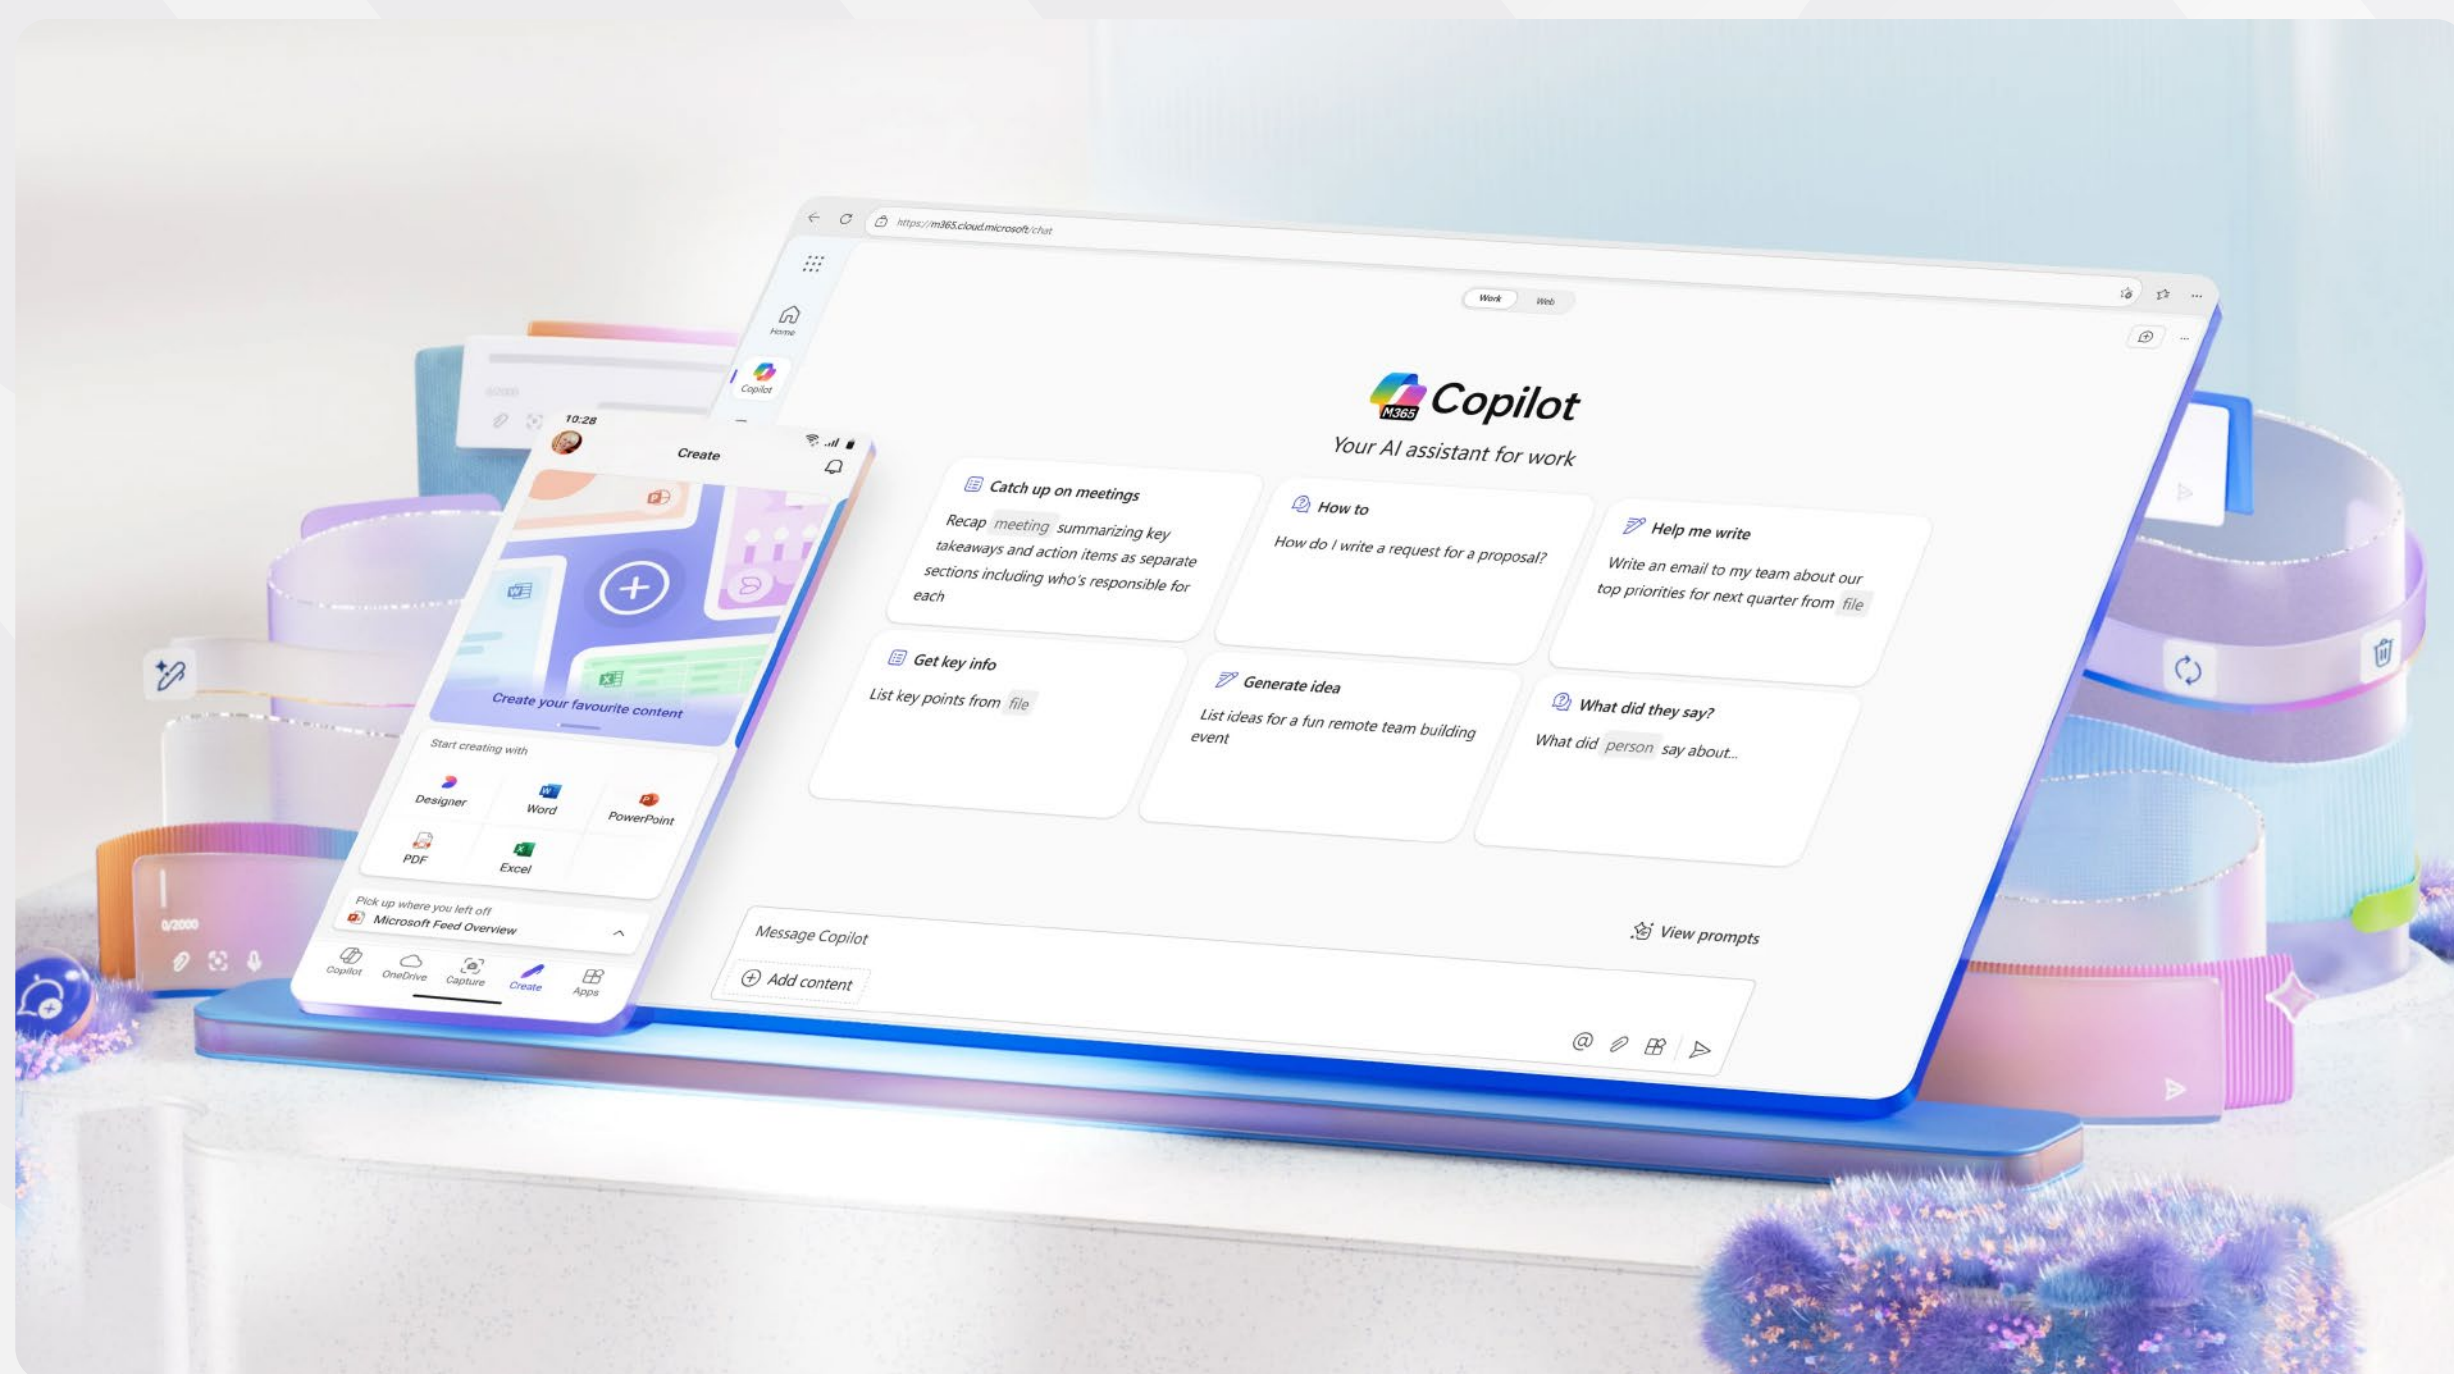 https://m365.cloud.microsoft/chat
Work
Web
Home
Copilot
M365
Copilot
Your AI assistant for work
Catch up on meetings
Recap meeting summarizing key
takeaways and action items as separate
sections including who's responsible for
each
How to
How do I write a request for a proposal?
Help me write
Write an email to my team about our
top priorities for next quarter from file
Get key info
List key points from file
Generate idea
List ideas for a fun remote team building
event
What did they say?
What did person say about...
View prompts
Message Copilot
Add content
10:28
Create
Create your favourite content
Start creating with
Designer
Word
PowerPoint
PDF
Excel
Pick up where you left off
Microsoft Feed Overview
Copilot
OneDrive
Capture
Create
Apps
0/2000
0/2000